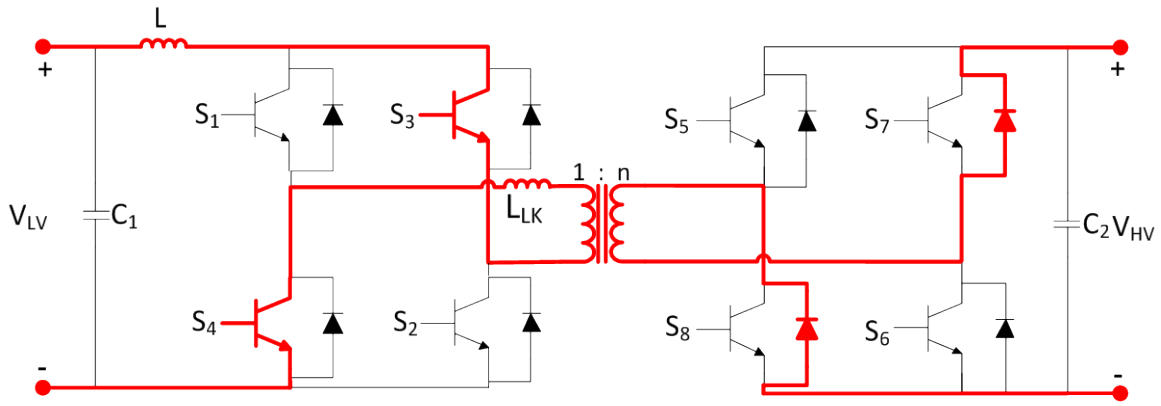 L
+
+
S1
S3
S5
S7
1 : n
LLK
VLV
C1
C2
VHV
S4
S2
S8
S6
-
-